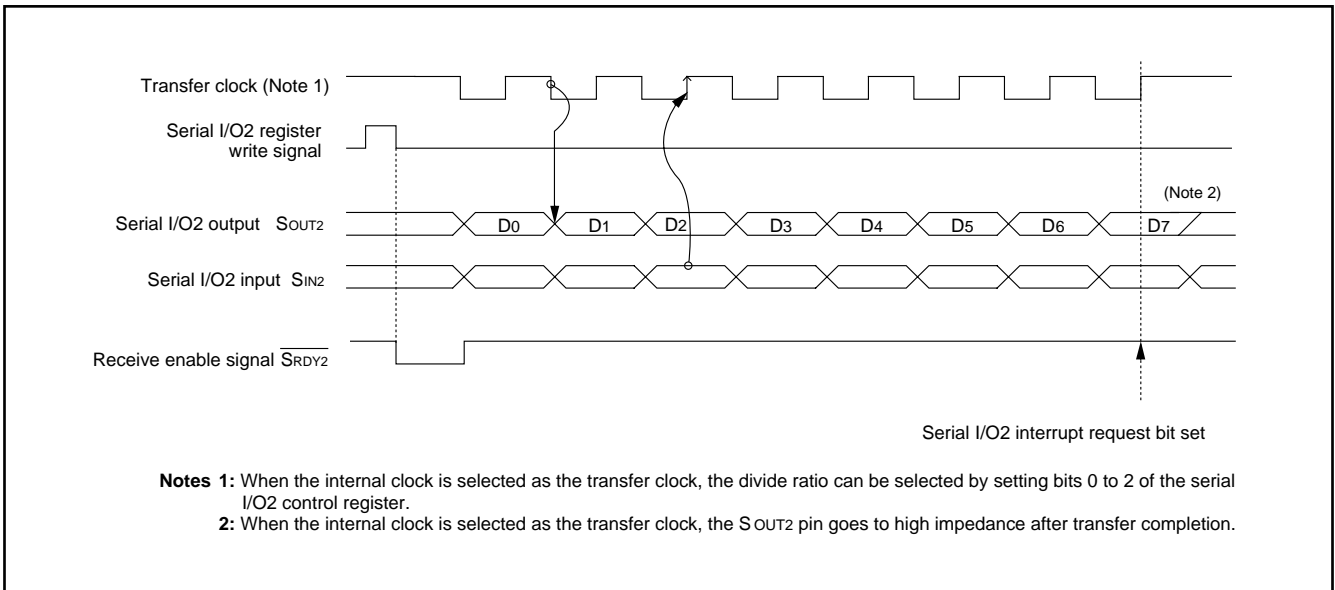 Transfer clock (Note 1)
Serial I/O2 register
write signal
(Note 2)
Serial I/O2 output SOUT2
D0 D1 D2 D3 D4 D5 D6 D7
Serial I/O2 input SIN2
Receive enable signal S̅R̅D̅Y̅2̅
Serial I/O2 interrupt request bit set
Notes 1: When the internal clock is selected as the transfer clock, the divide ratio can be selected by setting bits 0 to 2 of the serial
I/O2 control register.
2: When the internal clock is selected as the transfer clock, the S OUT2 pin goes to high impedance after transfer completion.